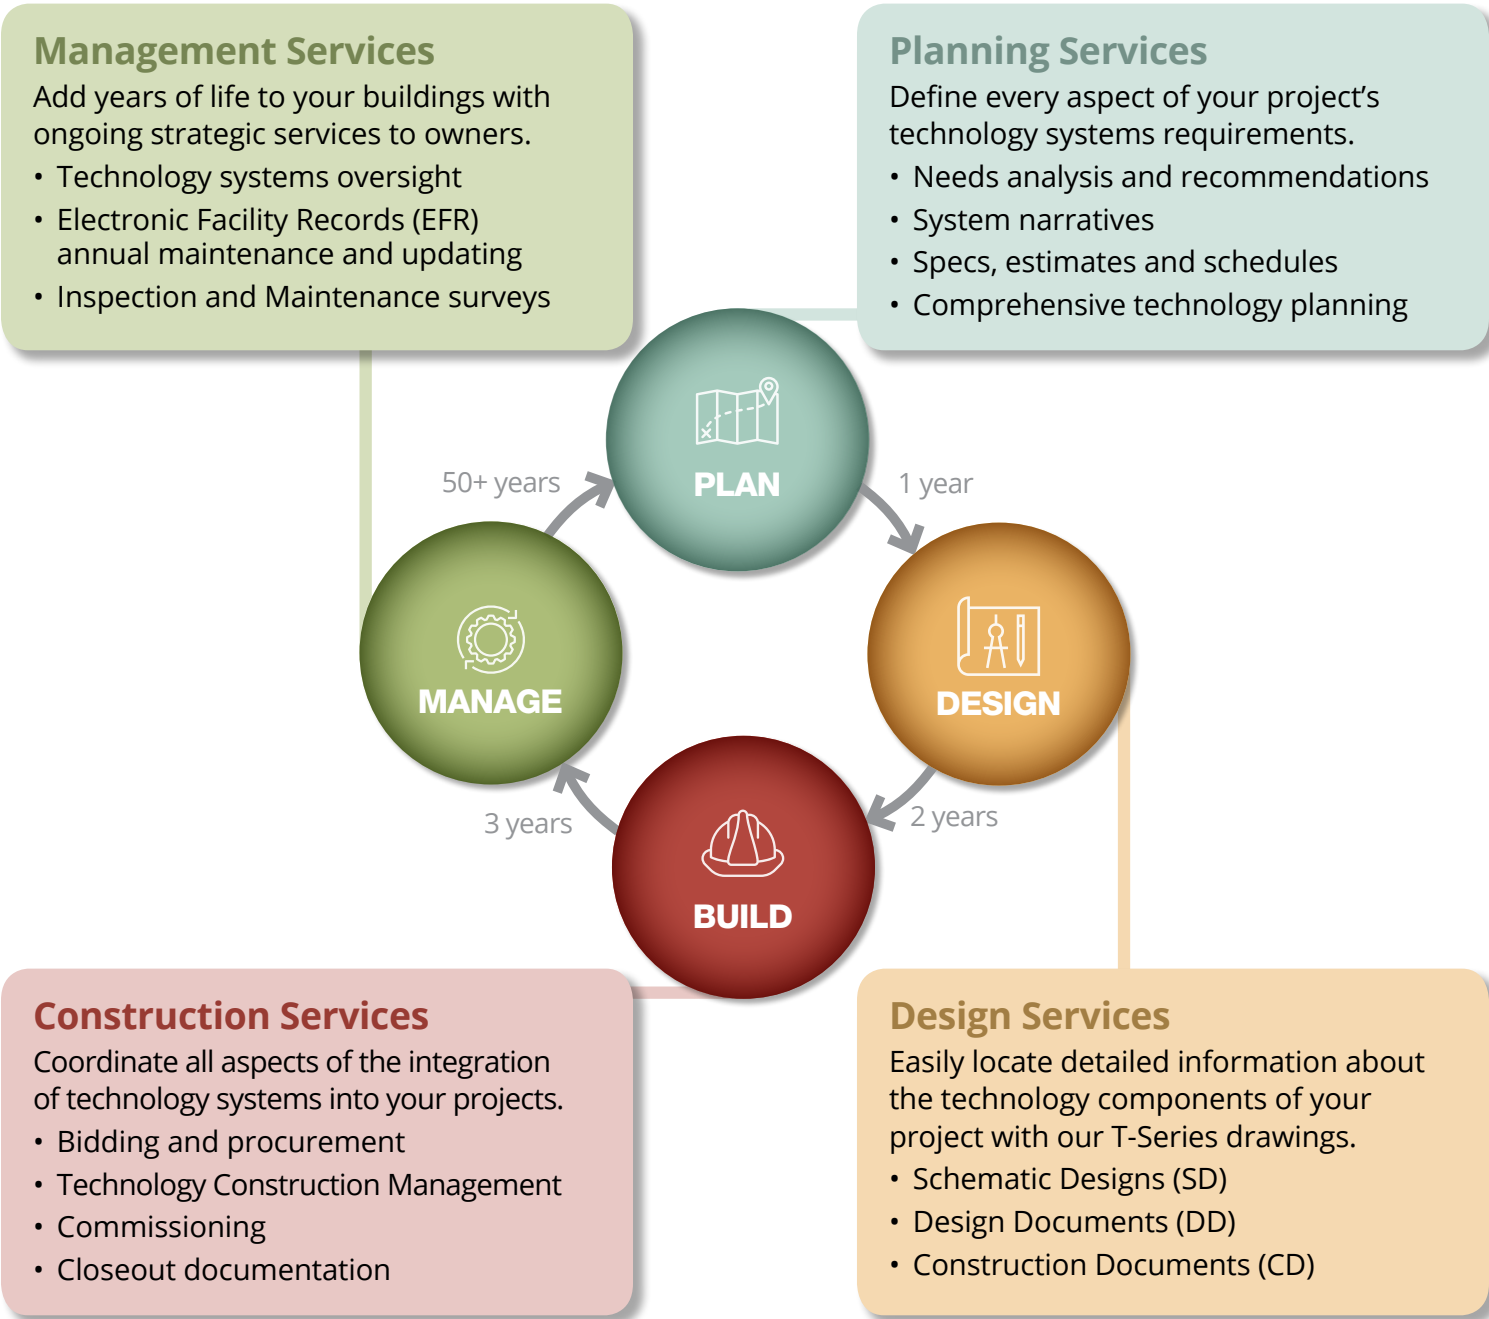 Management Services
Add years of life to your buildings with
ongoing strategic services to owners.
• Technology systems oversight
• Electronic Facility Records (EFR)
annual maintenance and updating
• Inspection and Maintenance surveys
Planning Services
Define every aspect of your project’s
technology systems requirements.
• Needs analysis and recommendations
• System narratives
• Specs, estimates and schedules
• Comprehensive technology planning
PLAN
50+ years
1 year
MANAGE
DESIGN
3 years
2 years
BUILD
Construction Services
Coordinate all aspects of the integration
of technology systems into your projects.
• Bidding and procurement
• Technology Construction Management
• Commissioning
• Closeout documentation
Design Services
Easily locate detailed information about
the technology components of your
project with our T-Series drawings.
• Schematic Designs (SD)
• Design Documents (DD)
• Construction Documents (CD)